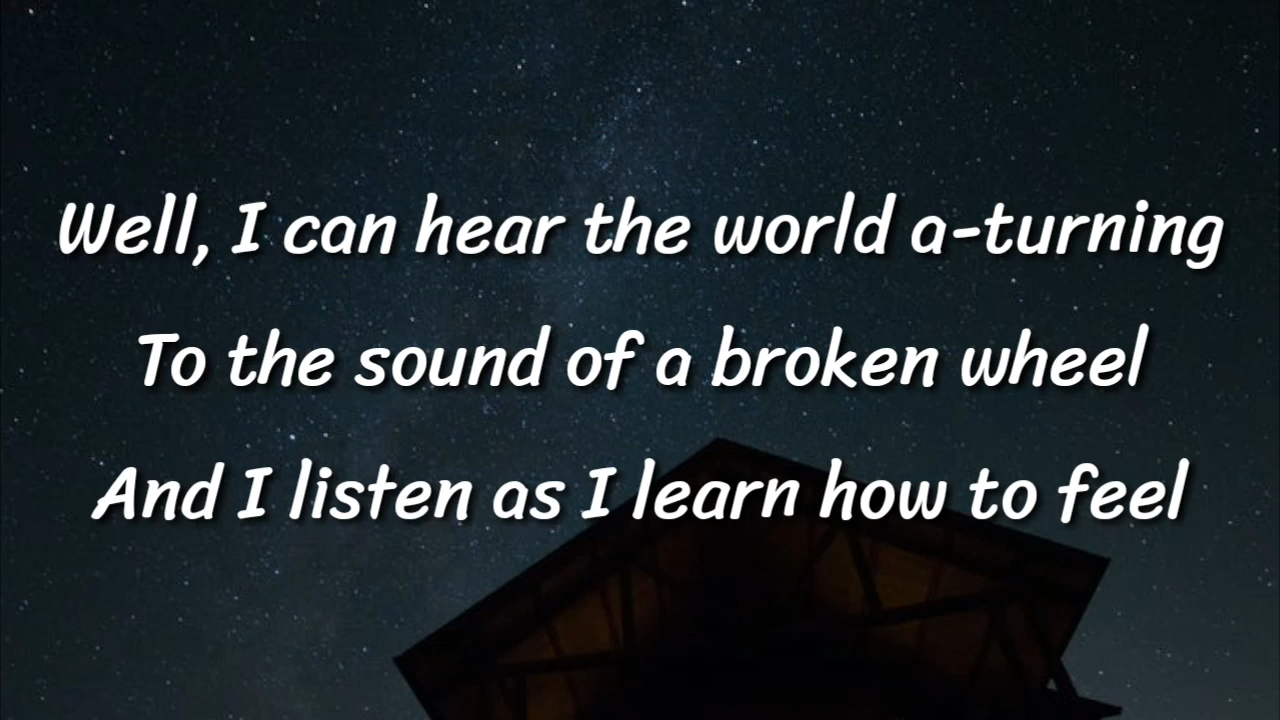 Well, I can hear the world a-turning
To the sound of a broken wheel
And I listen as I learn how to feel